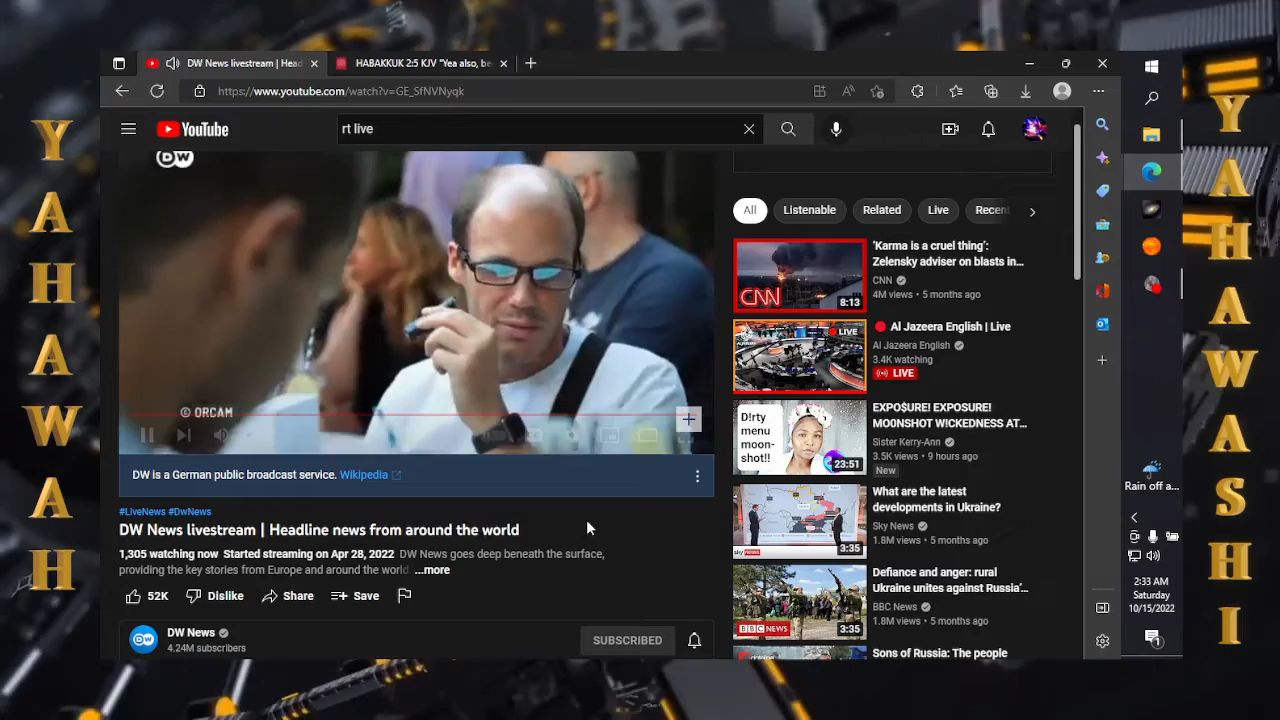 DW News livestream | Head
HABAKKUK 2:5 KJV "Yea also, be
https://www.youtube.com/watch?v=GE_SfNVNyqk
YouTube
rt live
DW
© ORCAM
DW is a German public broadcast service. Wikipedia
#LiveNews #DwNews
DW News livestream | Headline news from around the world
1,305 watching now Started streaming on Apr 28, 2022 DW News goes deep beneath the surface,
providing the key stories from Europe and around the world. ...more
52K Dislike Share Save
DW News
4.24M subscribers
SUBSCRIBED
All Listenable Related Live Recent
‘Karma is a cruel thing’:
Zelensky adviser on blasts in...
CNN
4M views • 5 months ago
CNN
8:13
Al Jazeera English | Live
Al Jazeera English
3.4K watching
LIVE
LIVE
EXPO$URE! EXPOSURE!
MOONSHOT WICKEDNESS AT...
Sister Kerry-Ann
3.5K views • 9 hours ago
New
D!rty
menu
moon-
shot!!
23:51
What are the latest
developments in Ukraine?
Sky News
1.8M views • 5 months ago
sky news
3:35
Defiance and anger: rural
Ukraine unites against Russia’...
BBC News
1.8M views • 5 months ago
BBC NEWS
3:35
Sons of Russia: The people
Rain off a...
2:33 AM
Saturday
10/15/2022
1
YAHAWAH
YAHAWASHI